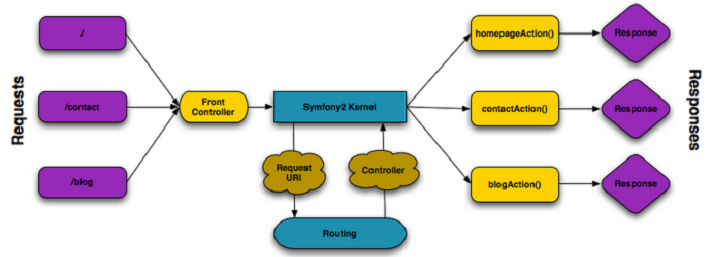 Requests
./
/contact
/blog
Front
Controller
Symfony2 Kernel
Request
URI
Controller
Routing
homepageAction()
contactAction()
blogAction()
Response
Response
Response
Responses